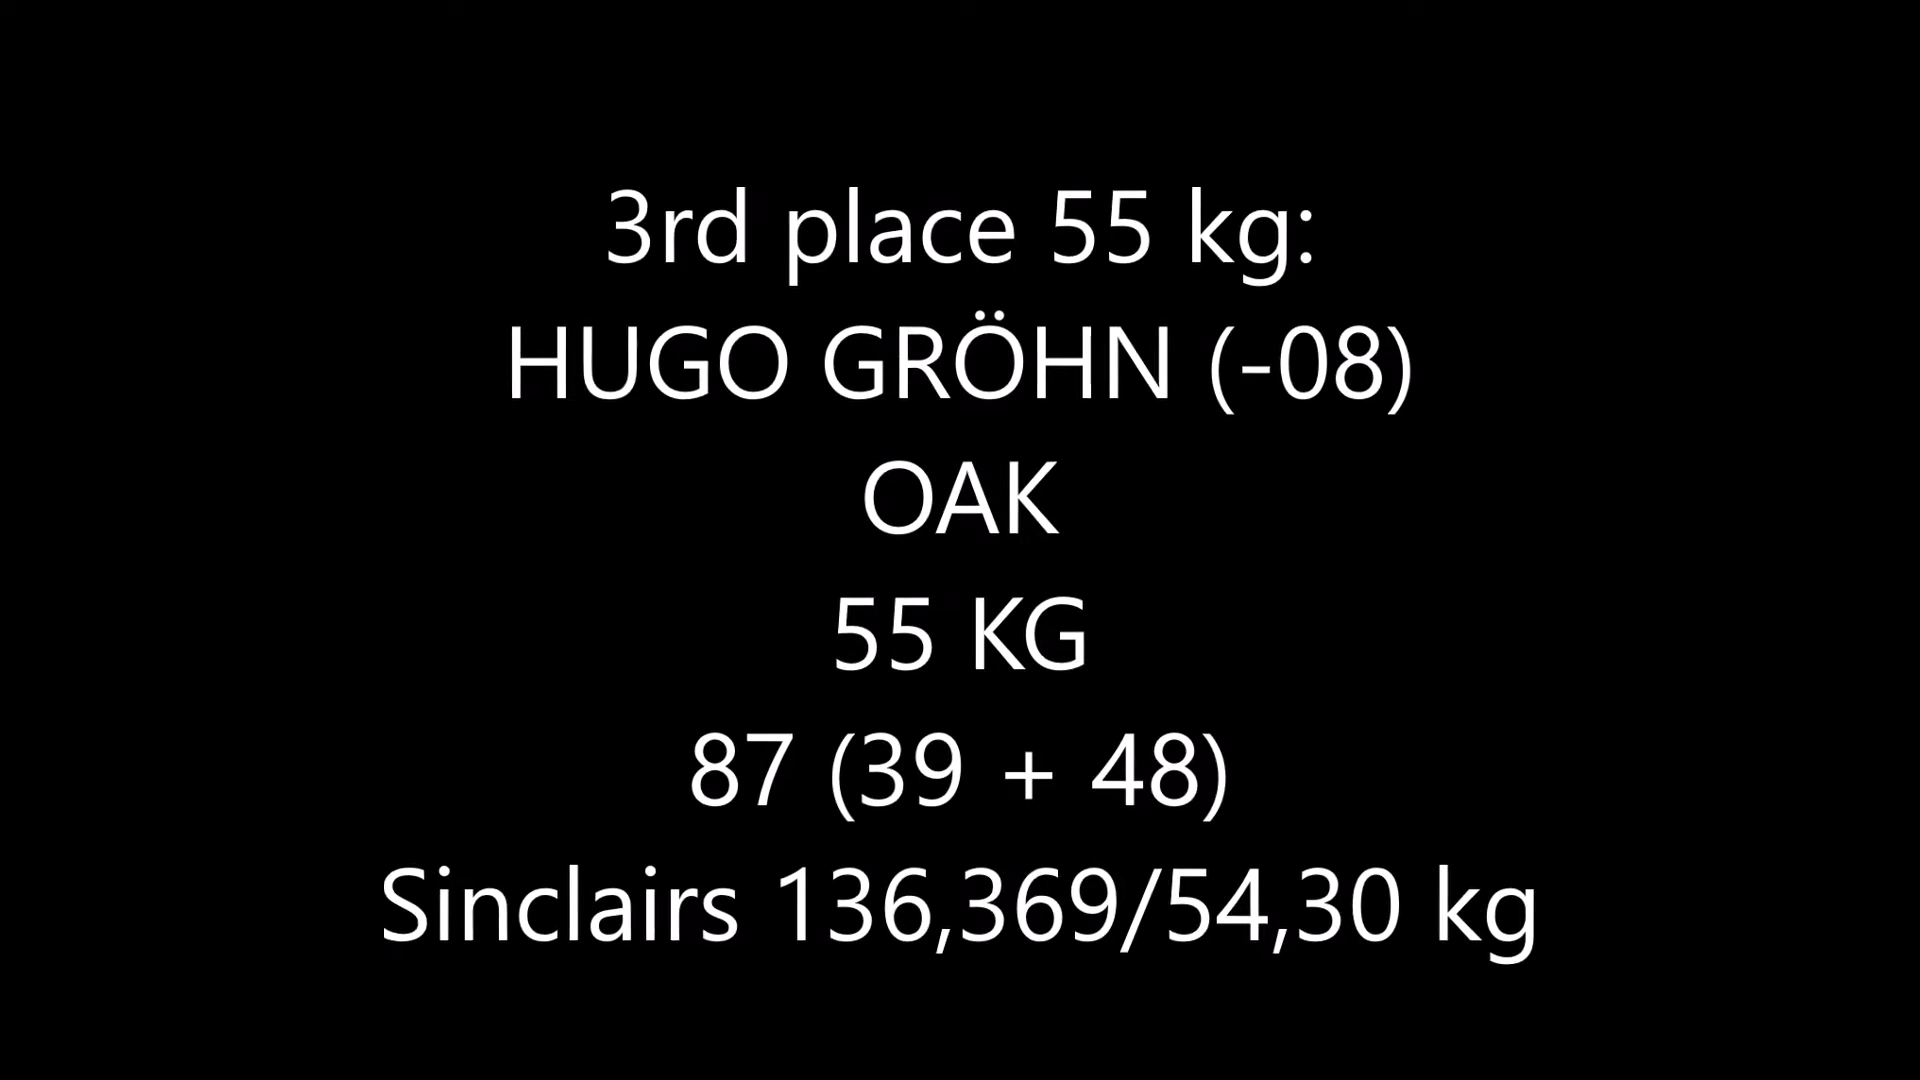 3rd place 55 kg:
HUGO GRÖHN (-08)
OAK
55 KG
87 (39 + 48)
Sinclairs 136,369/54,30 kg